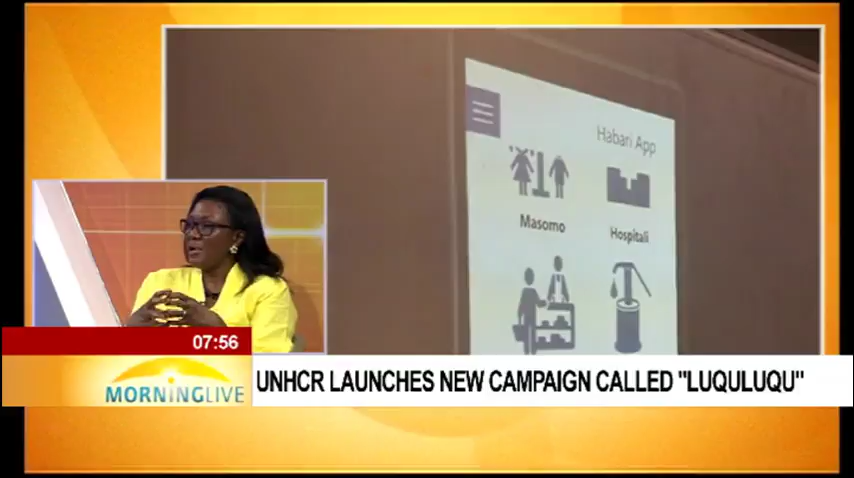 Habari App
Masomo
Hospitali
07:56
MORNINGLIVE
UNHCR LAUNCHES NEW CAMPAIGN CALLED "LUQULUQU"